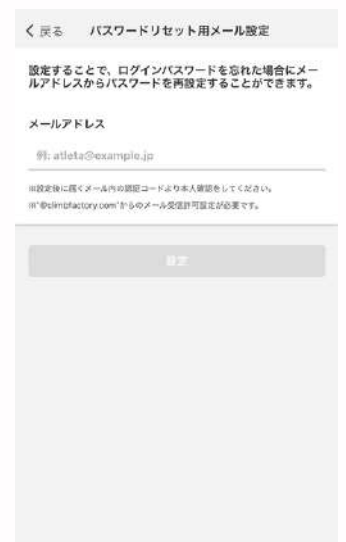 戻る パスワードリセット用メール設定
設定することで、ログインパスワードを忘れた場合にメー
ルアドレスからパスワードを再設定することができます。
メールアドレス
例: atleta@example.jp
※設定後に届くメール内の認証コードより本人確認をしてください。
※"@climbfactory.com"からのメール受信許可設定が必要です。
設定